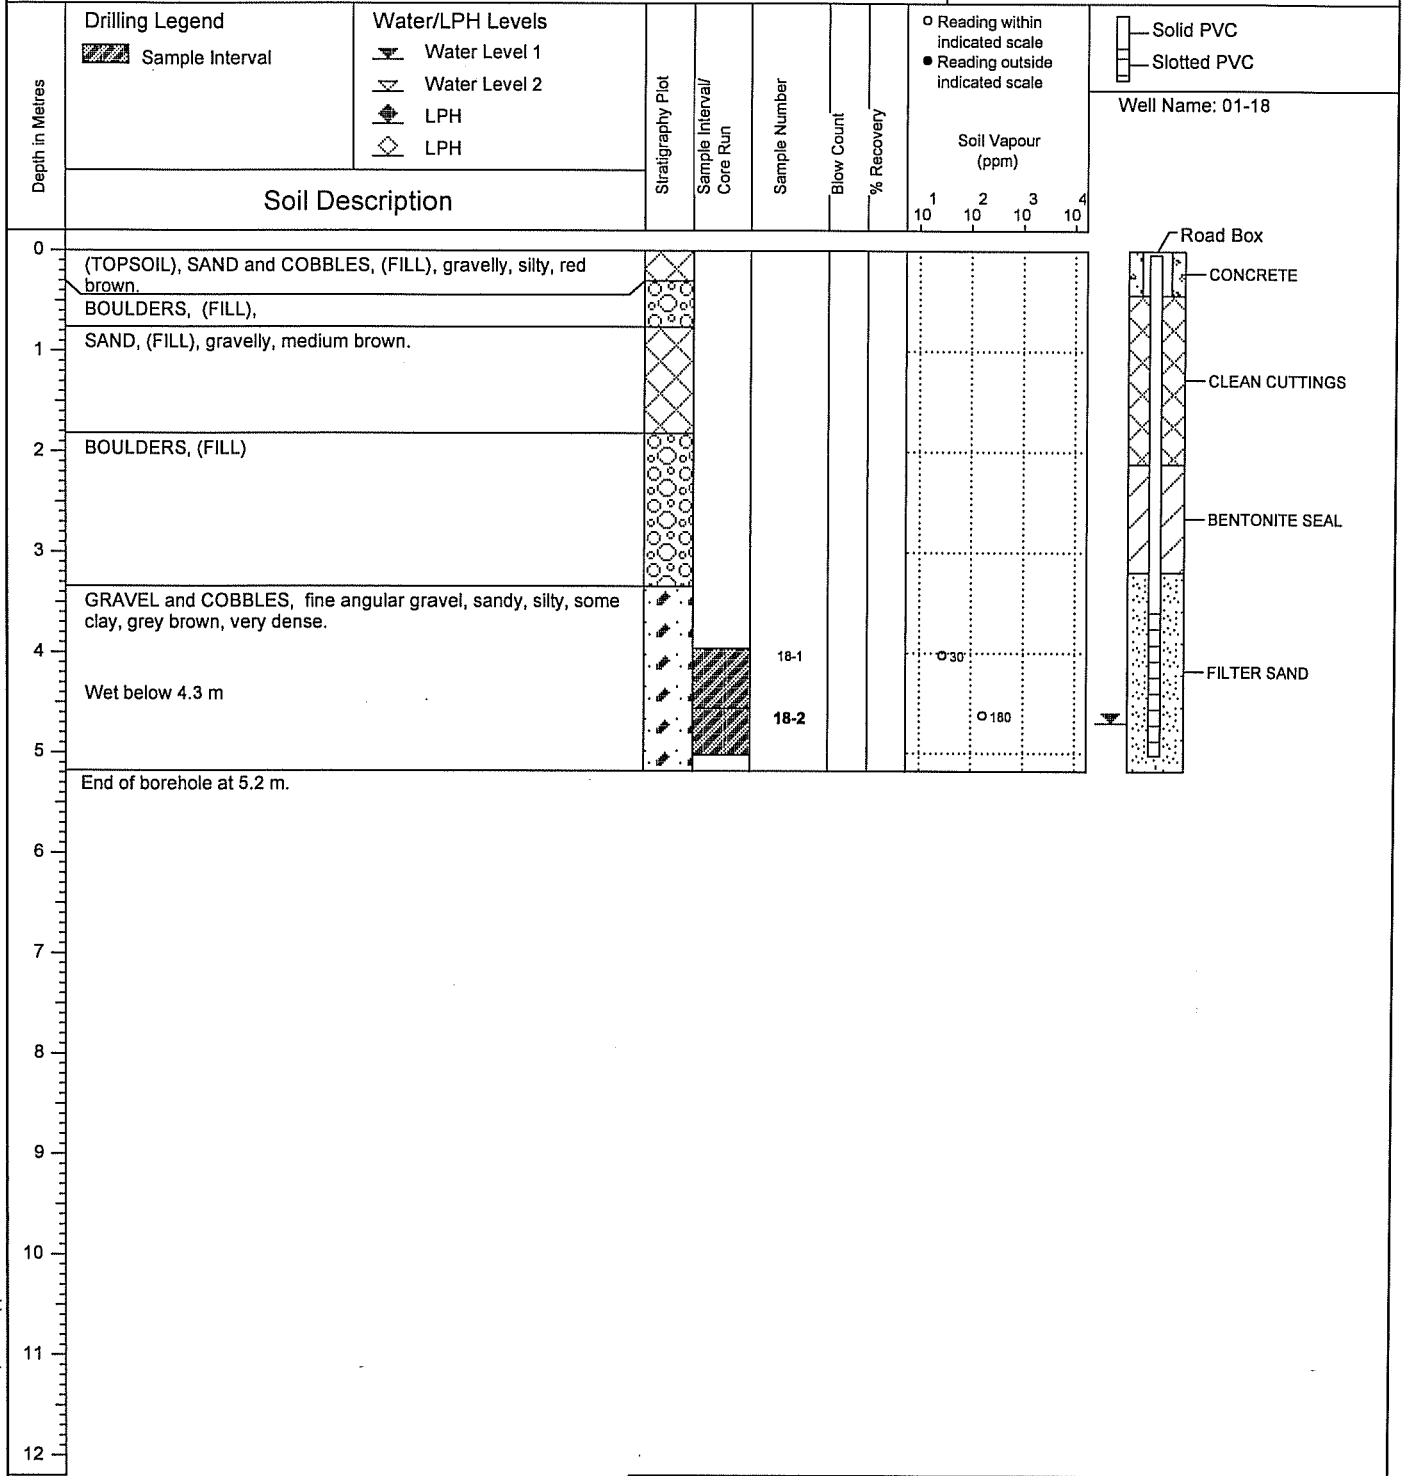 Drilling Legend
Sample Interval
Water/LPH Levels
Water Level 1
Water Level 2
LPH
LPH
Depth in Metres
Soil Description
Stratigraphy Plot
Sample Interval/
Core Run
Sample Number
Blow Count
% Recovery
Reading within
indicated scale
Reading outside
indicated scale
Soil Vapour
(ppm)
10 1 10 2 10 3 10 4
Solid PVC
Slotted PVC
Well Name: 01-18
Road Box
0
(TOPSOIL), SAND and COBBLES, (FILL), gravelly, silty, red
brown.
CONCRETE
BOULDERS, (FILL),
SAND, (FILL), gravelly, medium brown.
1
CLEAN CUTTINGS
BOULDERS, (FILL)
2
BENTONITE SEAL
3
GRAVEL and COBBLES, fine angular gravel, sandy, silty, some
clay, grey brown, very dense.
4
18-1
30
FILTER SAND
Wet below 4.3 m
18-2
180
5
End of borehole at 5.2 m.
6
7
8
9
10
11
12